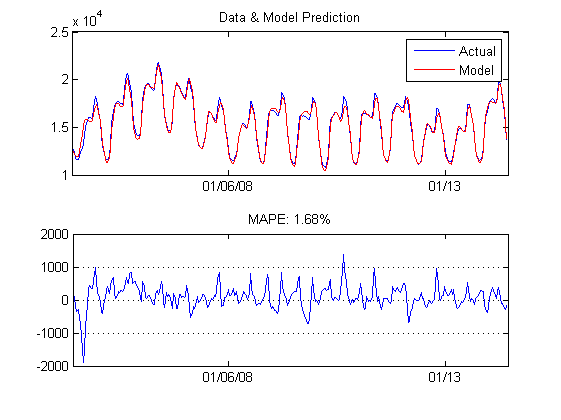 Data & Model Prediction
x 10^4
2.5
2
1.5
1
Actual
Model
01/06/08
01/13
MAPE: 1.68%
2000
1000
0
-1000
-2000
01/06/08
01/13